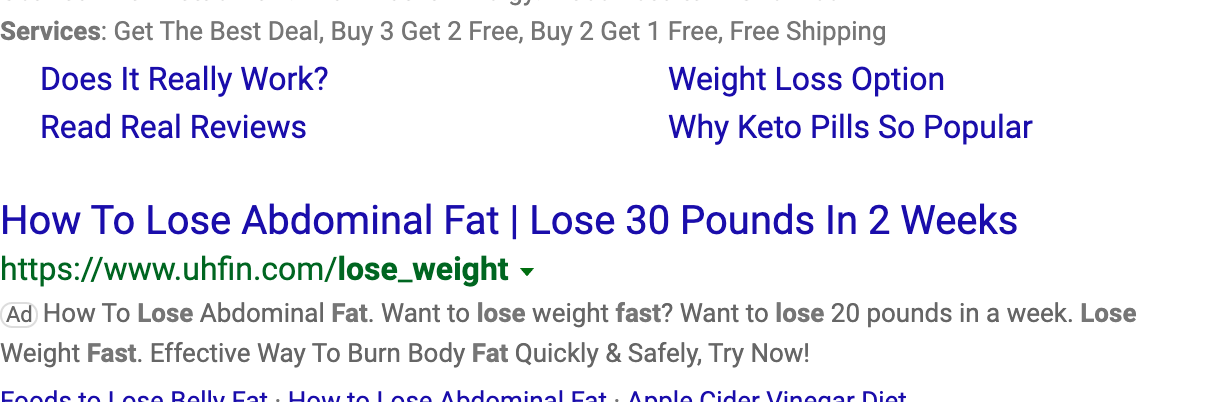 Services: Get The Best Deal, Buy 3 Get 2 Free, Buy 2 Get 1 Free, Free Shipping
Does It Really Work? Weight Loss Option
Read Real Reviews Why Keto Pills So Popular
How To Lose Abdominal Fat | Lose 30 Pounds In 2 Weeks
https://www.uhfin.com/lose_weight
Ad How To Lose Abdominal Fat. Want to lose weight fast? Want to lose 20 pounds in a week. Lose
Weight Fast. Effective Way To Burn Body Fat Quickly & Safely, Try Now!
Foods to Lose Belly Fat · How to Lose Abdominal Fat · Apple Cider Vinegar Diet